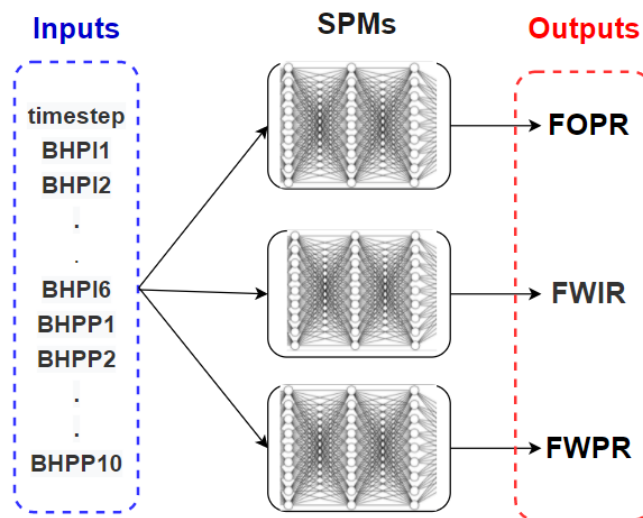 Inputs
SPMs
Outputs
timestep
BHPI1
BHPI2
.
.
BHPI6
BHPP1
BHPP2
.
.
BHPP10
FOPR
FWIR
FWPR